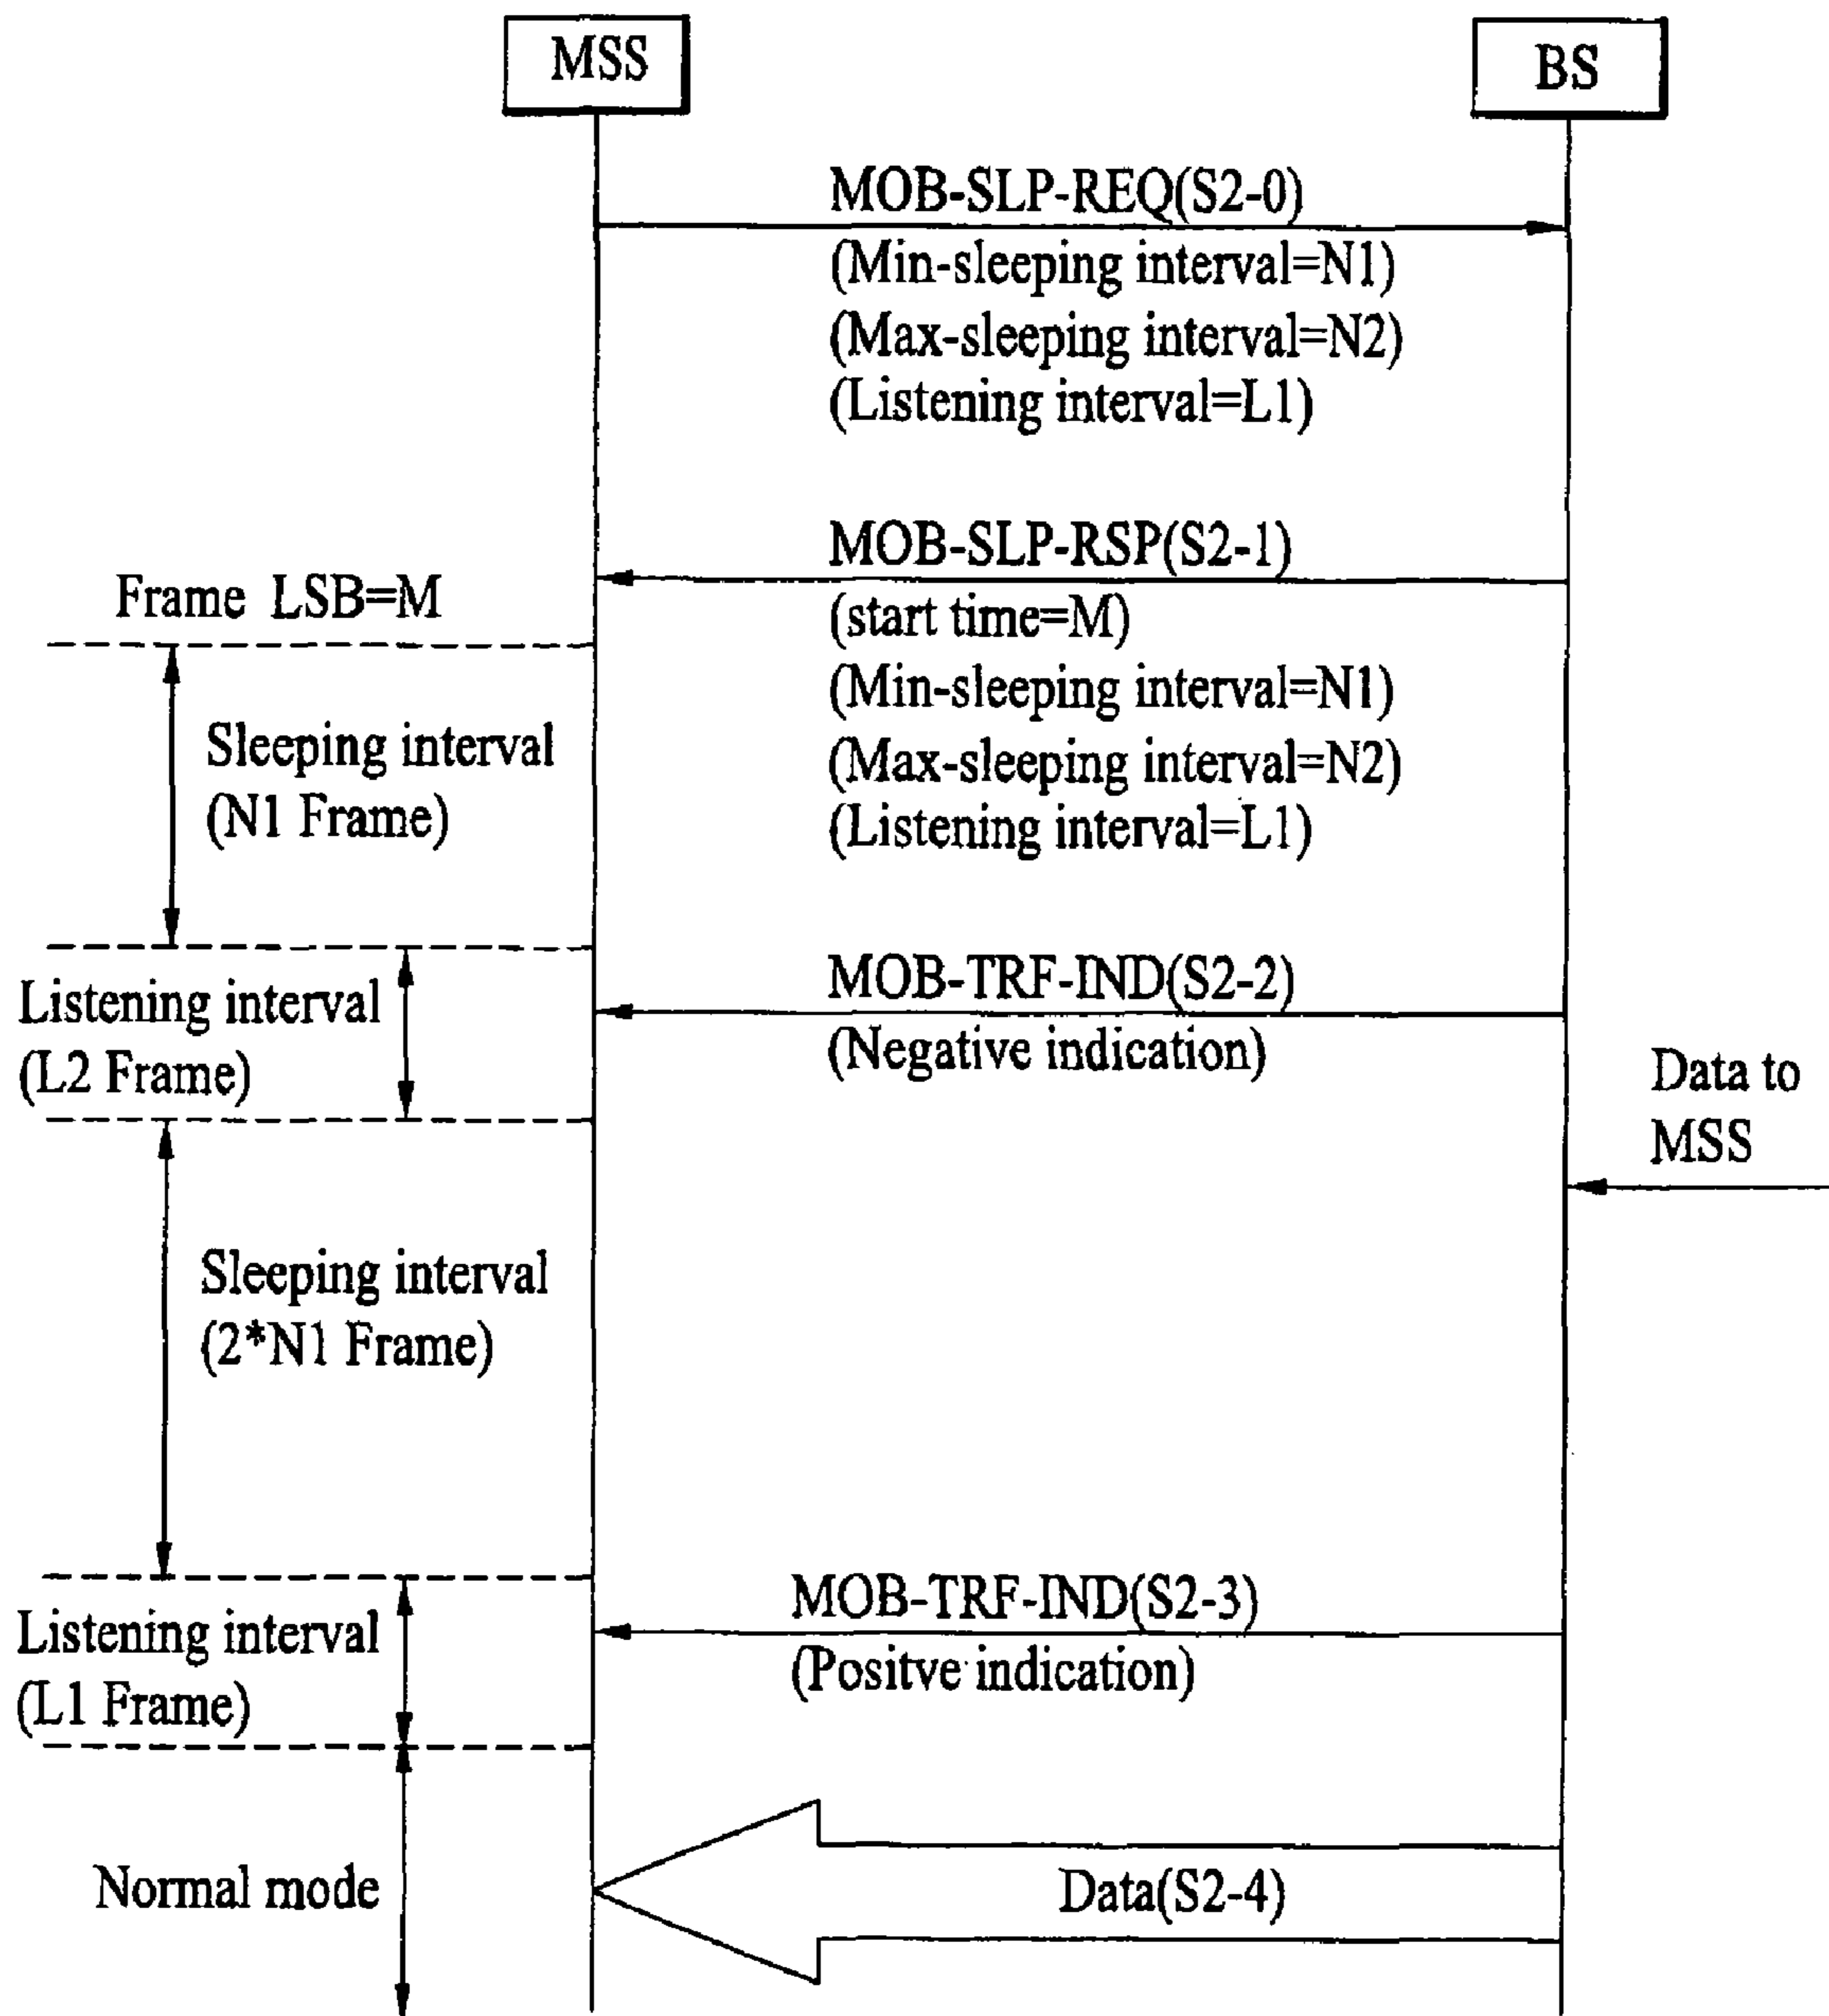 MSS
BS
MOB-SLP-REQ(S2-0)
(Min-sleeping interval=N1)
(Max-sleeping interval=N2)
(Listening interval=L1)
MOB-SLP-RSP(S2-1)
Frame LSB=M
(start time=M)
(Min-sleeping interval=N1)
Sleeping interval
(N1 Frame)
(Max-sleeping interval=N2)
(Listening interval=L1)
MOB-TRF-IND(S2-2)
(Negative indication)
Listening interval
(L2 Frame)
Data to
MSS
Sleeping interval
(2*N1 Frame)
MOB-TRF-IND(S2-3)
(Positve indication)
Listening interval
(L1 Frame)
Normal mode
Data(S2-4)